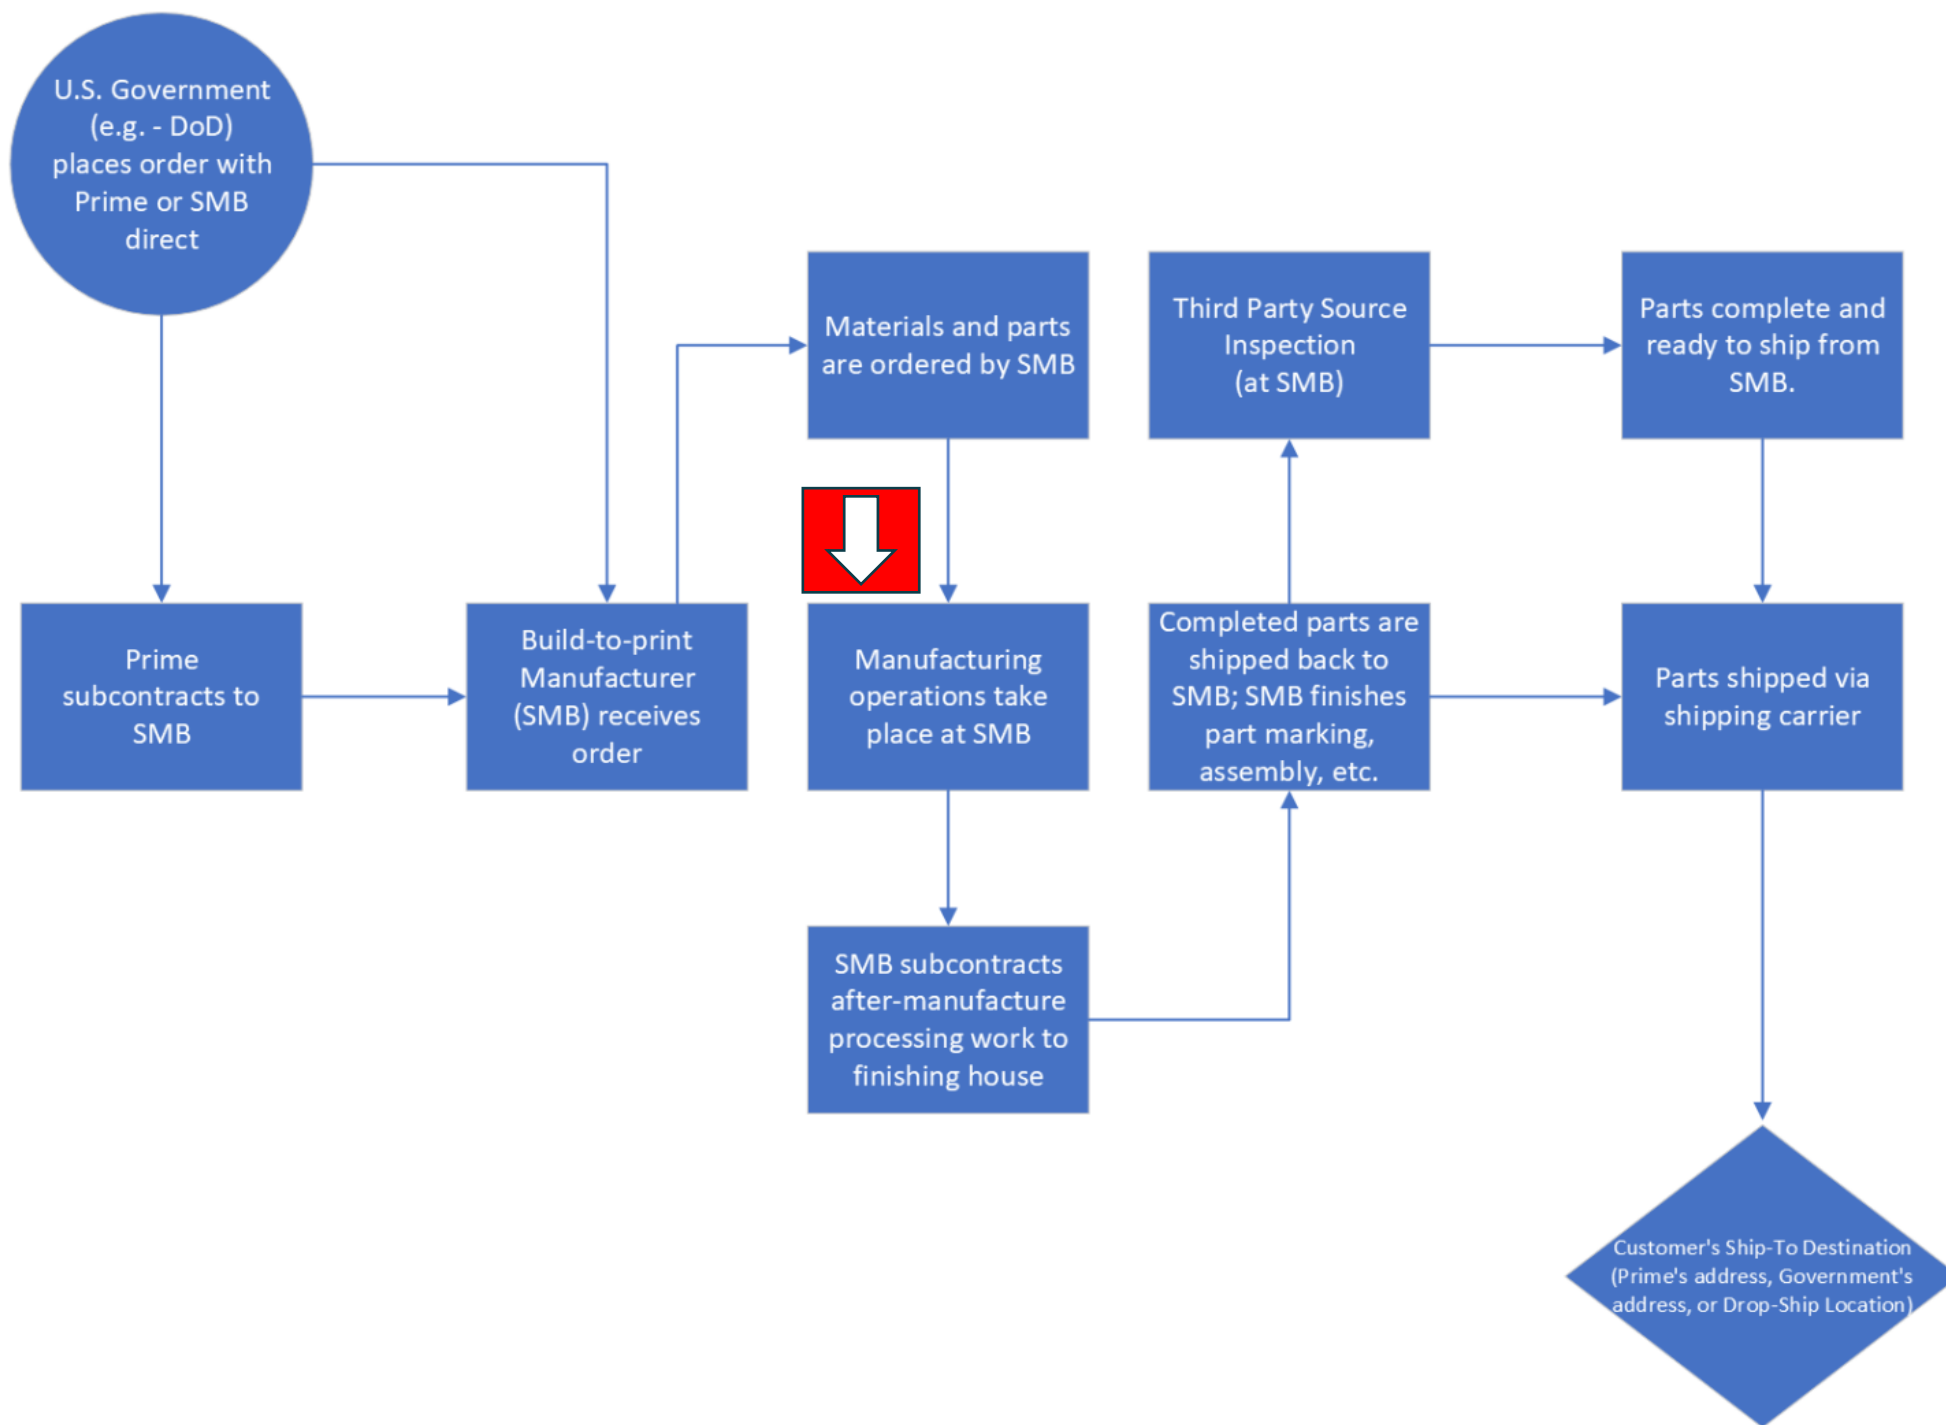 U.S. Government
(e.g. - DoD)
places order with
Prime or SMB
direct
Prime
subcontracts to
SMB
Build-to-print
Manufacturer
(SMB) receives
order
Materials and parts
are ordered by SMB
Manufacturing
operations take
place at SMB
SMB subcontracts
after-manufacture
processing work to
finishing house
Completed parts are
shipped back to
SMB; SMB finishes
part marking,
assembly, etc.
Third Party Source
Inspection
(at SMB)
Parts complete and
ready to ship from
SMB.
Parts shipped via
shipping carrier
Customer's Ship-To Destination
(Prime's address, Government's
address, or Drop-Ship Location)